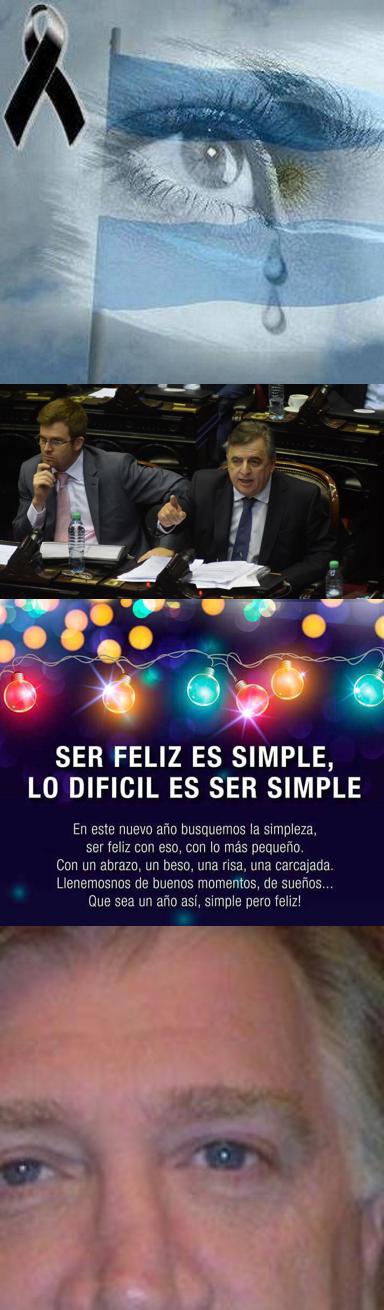 SER FELIZ ES SIMPLE,
LO DIFICIL ES SER SIMPLE
En este nuevo año busquemos la simpleza,
ser feliz con eso, con lo más pequeño.
Con un abrazo, un beso, una risa, una carcajada.
Llenemosnos de buenos momentos, de sueños...
Que sea un año así, simple pero feliz!